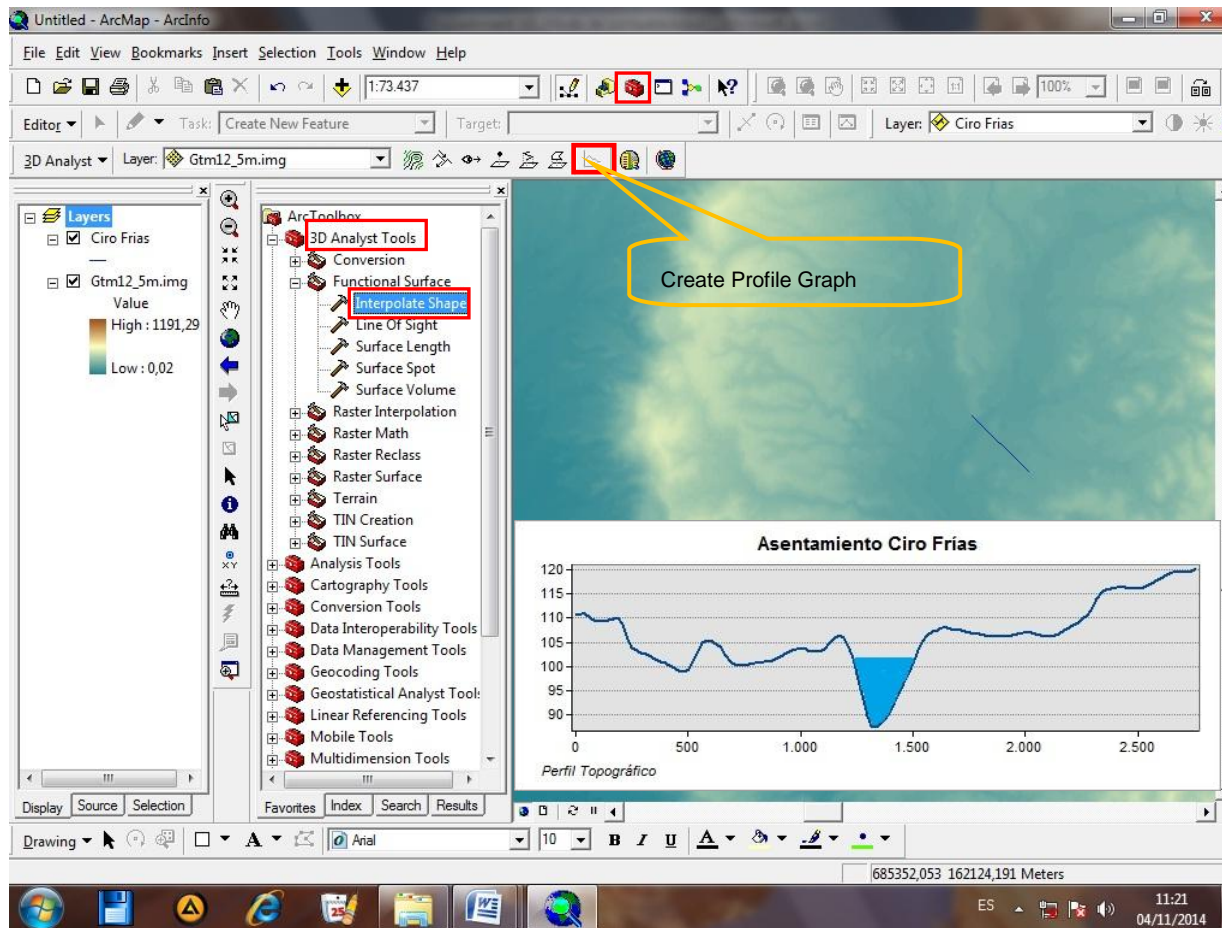 Untitled - ArcMap - ArcInfo
File Edit View Bookmarks Insert Selection Tools Window Help
1:73.437
100%
Editor
Task: Create New Feature
Target:
Layer: Ciro Frias
3D Analyst
Layer: Gtm12_5m.img
Layers
Ciro Frias
Gtm12_5m.img
Value
High : 1191,29
Low : 0,02
Display Source Selection
ArcToolbox
3D Analyst Tools
Conversion
Functional Surface
Interpolate Shape
Line Of Sight
Surface Length
Surface Spot
Surface Volume
Raster Interpolation
Raster Math
Raster Reclass
Raster Surface
Terrain
TIN Creation
TIN Surface
Analysis Tools
Cartography Tools
Conversion Tools
Data Interoperability Tools
Data Management Tools
Geocoding Tools
Geostatistical Analyst Tools
Linear Referencing Tools
Mobile Tools
Multidimension Tools
Favorites Index Search Results
Create Profile Graph
Asentamiento Ciro Frías
120
115
110
105
100
95
90
0 500 1.000 1.500 2.000 2.500
Perfil Topográfico
Drawing
A
Arial
10
B I U A
685352,053 162124,191 Meters
ES
11:21
04/11/2014